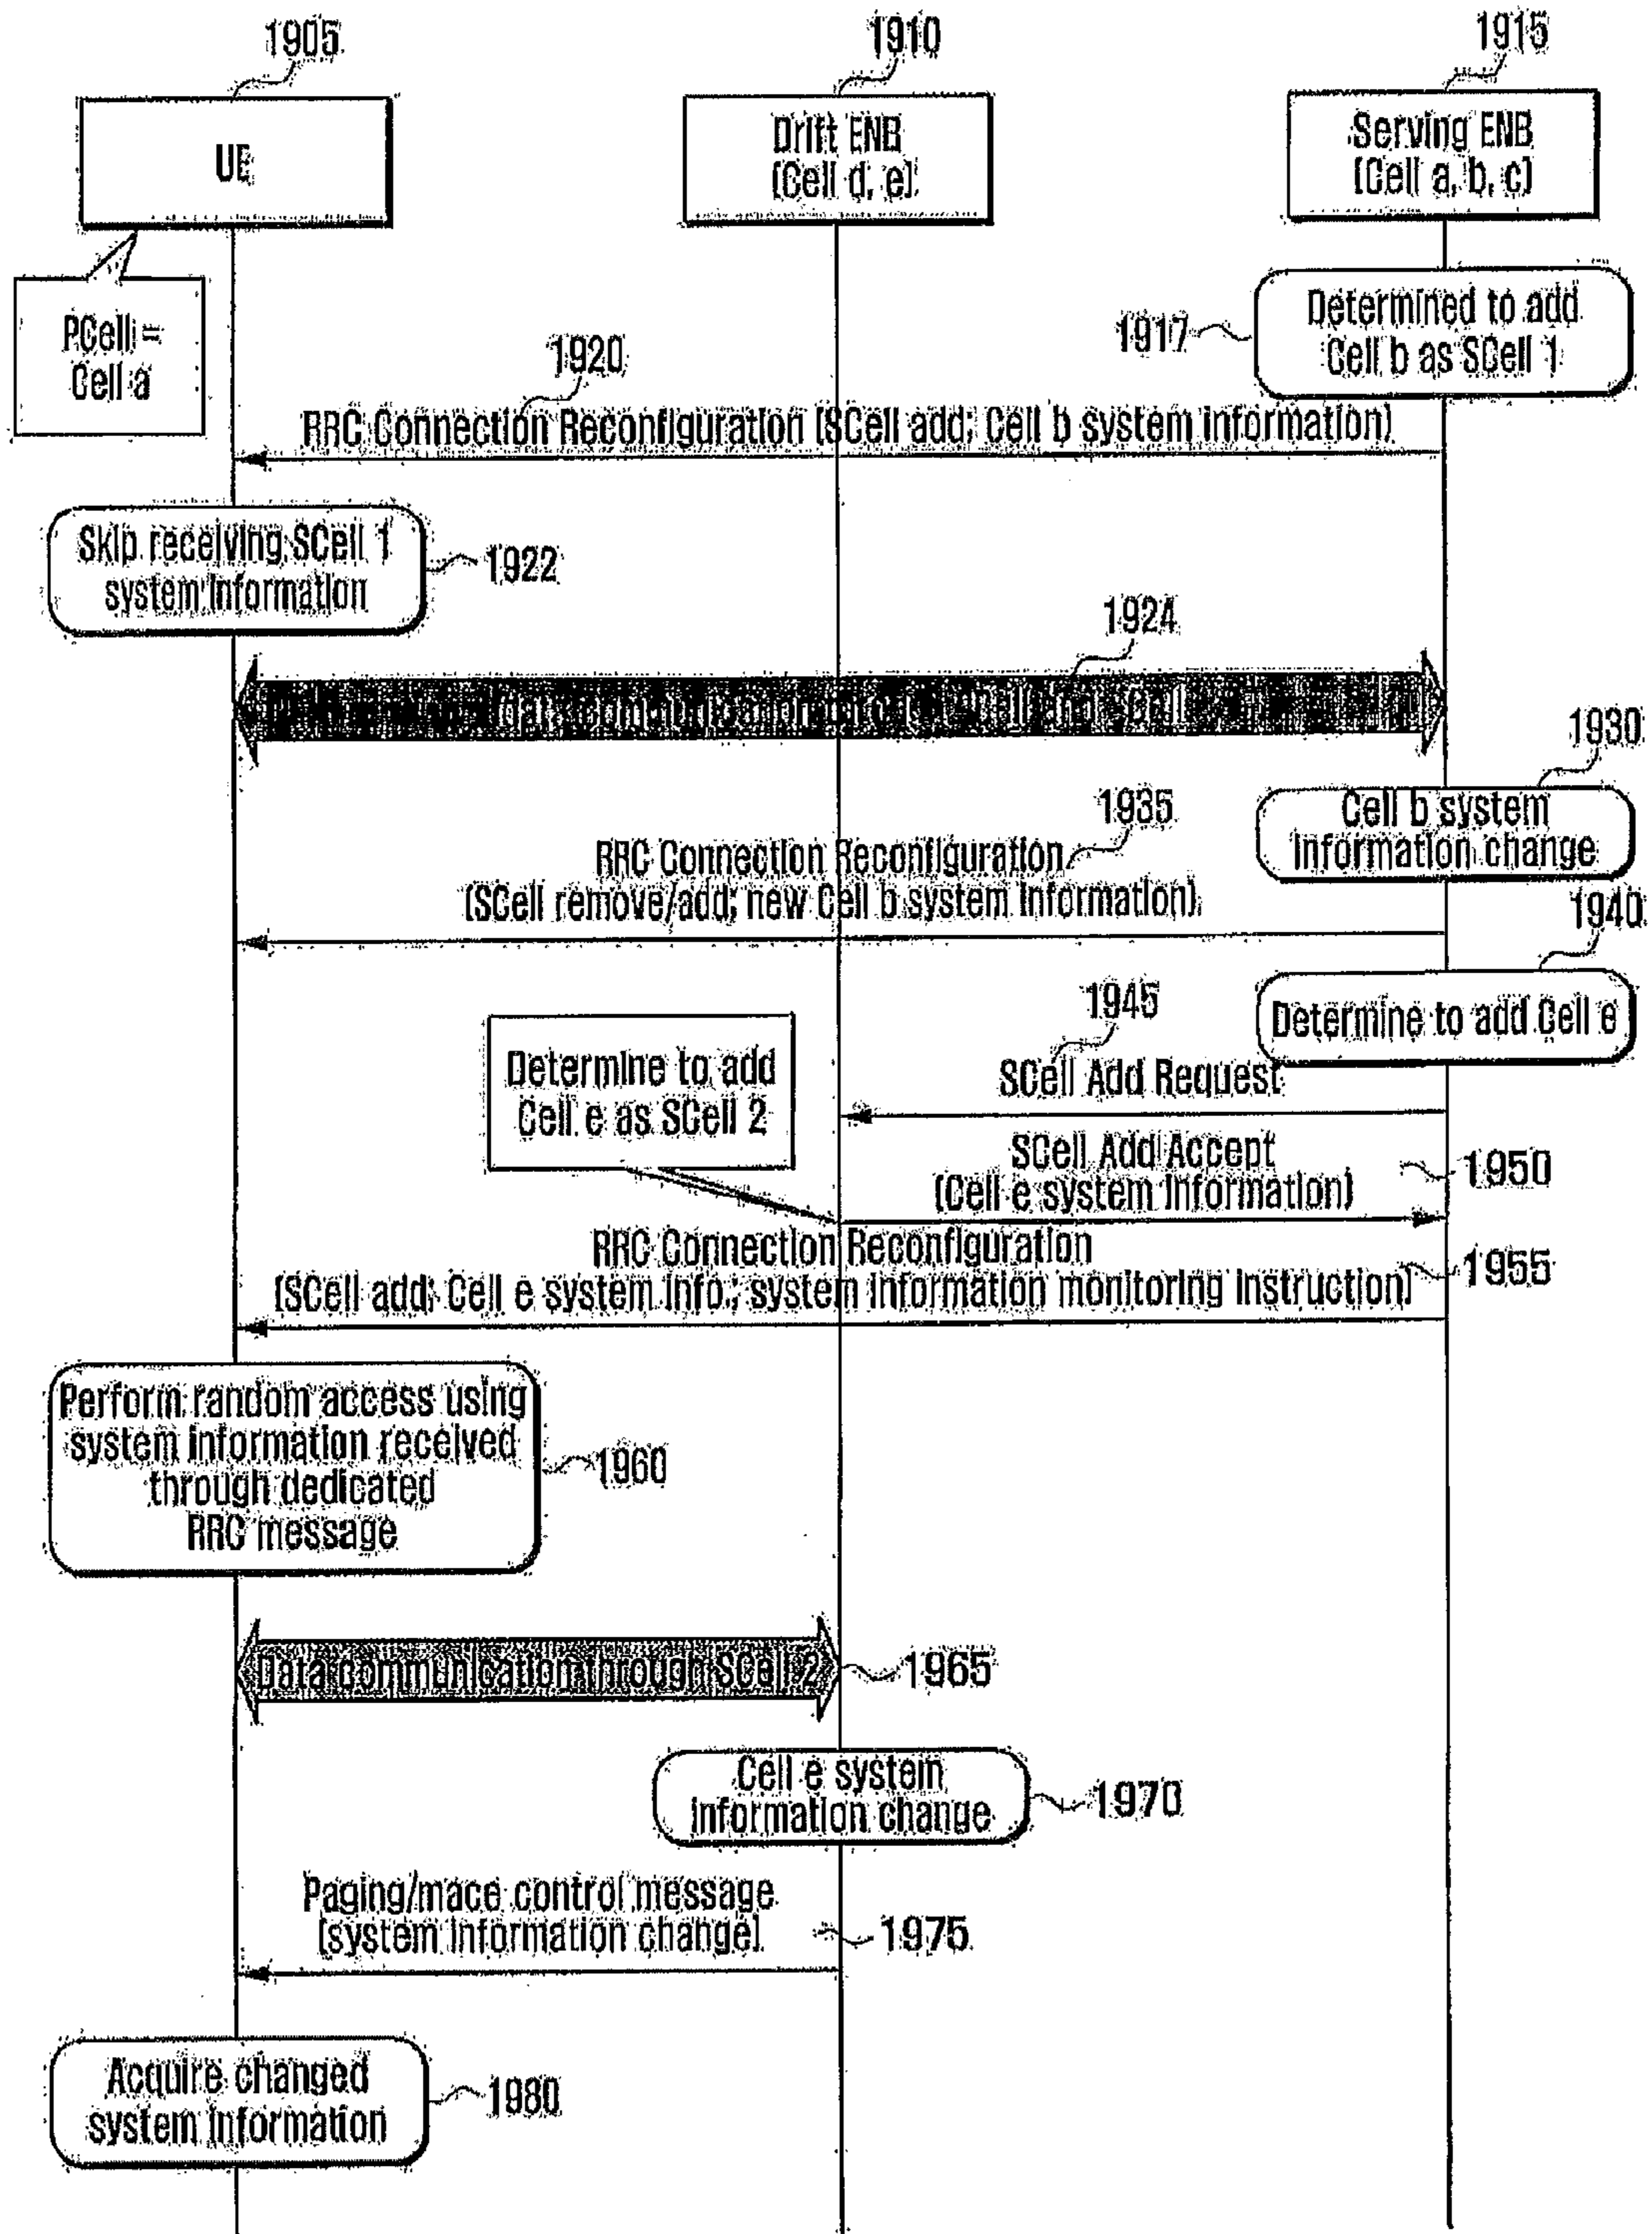 1905
1910
1915
UE
Drift ENB
(Cell d, e)
Serving ENB
(Cell a, b, c)
PCell =
Cell a
1917
Determined to add
Cell b as SCell 1
1920
RRC Connection Reconfiguration (SCell add; Cell b system information)
Skip receiving SCell 1
system information
1922
1924
data communication
1930
Cell b system
information change
1935
RRC Connection Reconfiguration
(SCell remove/add; new Cell b system information)
1940
Determine to add Cell e
1945
SCell Add Request
Determine to add
Cell e as SCell 2
SCell Add Accept
(Cell e system information)
1950
RRC Connection Reconfiguration
(SCell add; Cell e system info.; system information monitoring instruction)
1955
Perform random access using
system information received
through dedicated
RRC message
1960
Data communication through SCell 2
1965
Cell e system
information change
1970
Paging/mace control message
(system information change)
1975
Acquire changed
system information
1980